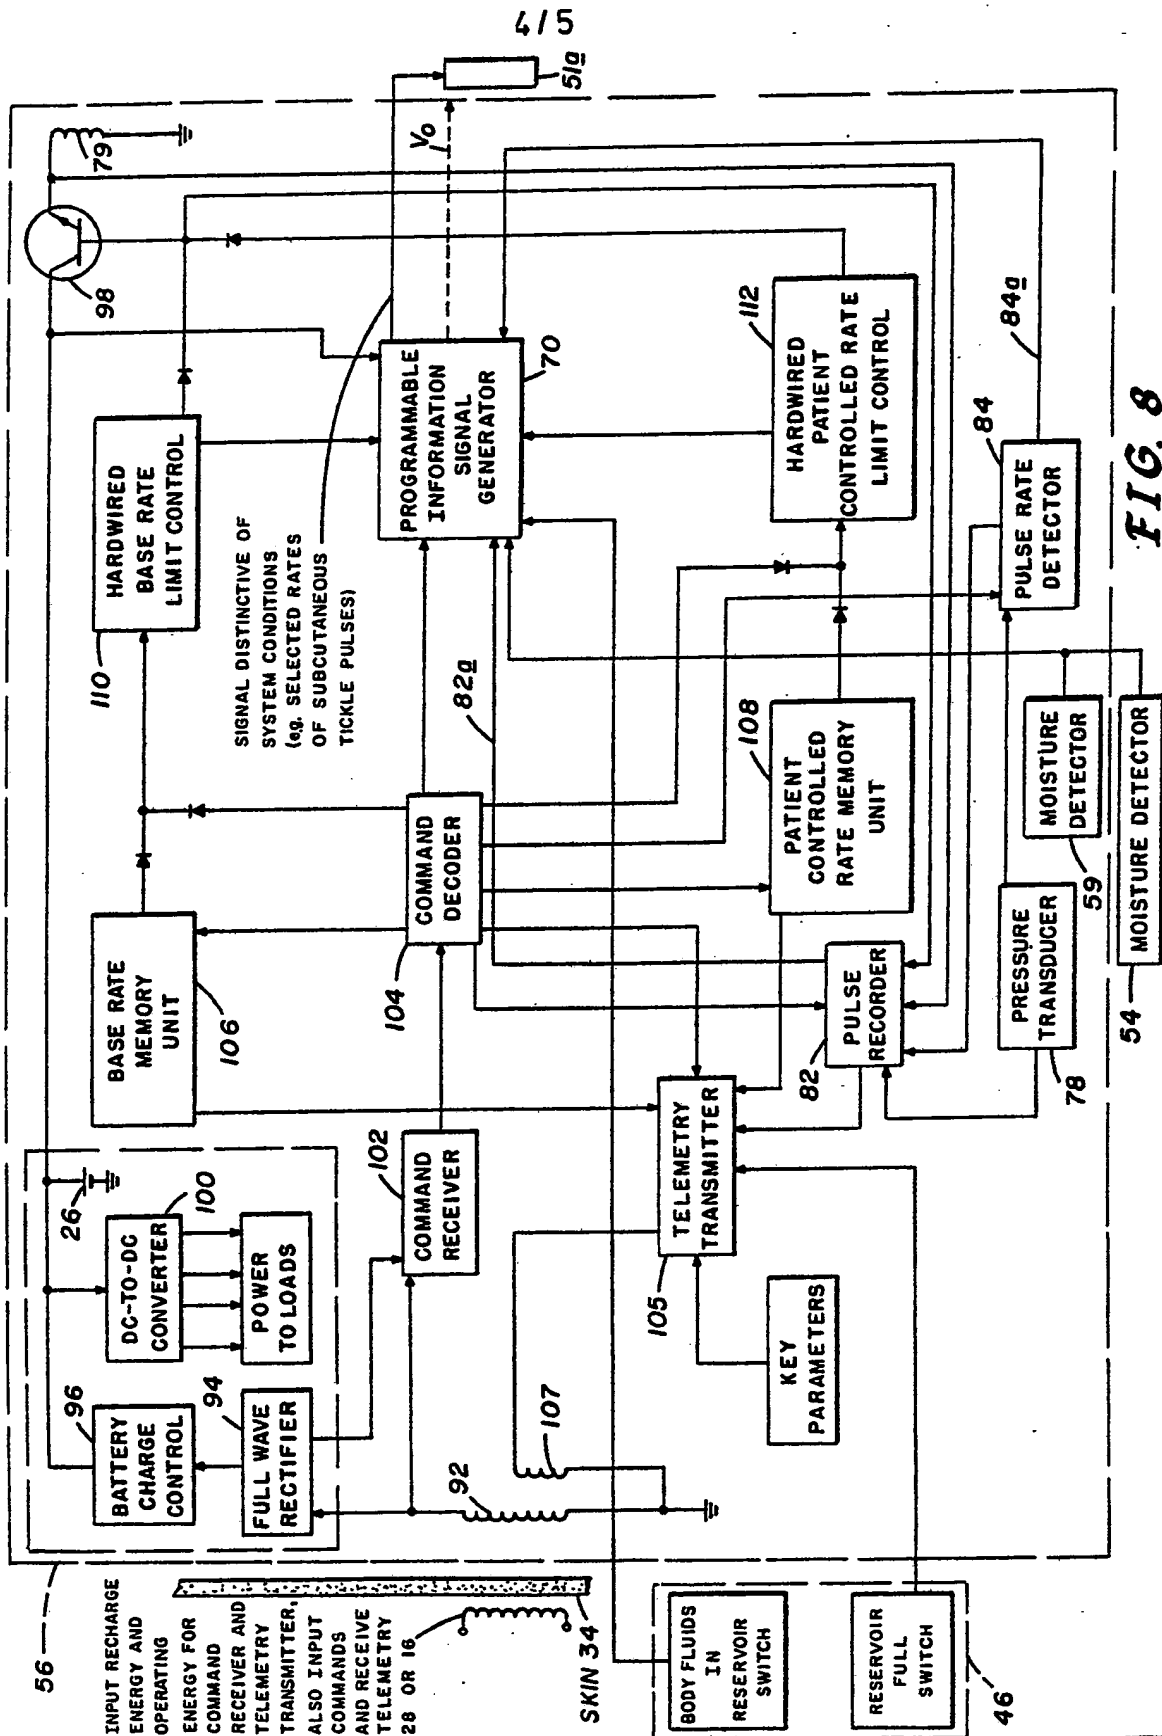 4/5
56
INPUT RECHARGE
ENERGY AND
OPERATING
ENERGY FOR
COMMAND
RECEIVER AND
TELEMETRY
TRANSMITTER,
ALSO INPUT
COMMANDS
AND RECEIVE
TELEMETRY
28 OR 16
SKIN 34
BODY FLUIDS
IN
RESERVOIR
SWITCH
RESERVOIR
FULL
SWITCH
46
96
BATTERY
CHARGE
CONTROL
94
FULL WAVE
RECTIFIER
26
100
DC-TO-DC
CONVERTER
POWER
TO LOADS
92
107
102
COMMAND
RECEIVER
105
TELEMETRY
TRANSMITTER
KEY
PARAMETERS
BASE RATE
MEMORY
UNIT
106
104
COMMAND
DECODER
82a
82
PULSE
RECORDER
108
PATIENT
CONTROLLED
RATE MEMORY
UNIT
PRESSURE
TRANSDUCER
78
MOISTURE
DETECTOR
59
MOISTURE DETECTOR
54
110
HARDWIRED
BASE RATE
LIMIT CONTROL
SIGNAL DISTINCTIVE OF
SYSTEM CONDITIONS
(eg. SELECTED RATES
OF SUBCUTANEOUS
TICKLE PULSES)
PROGRAMMABLE
INFORMATION
SIGNAL
GENERATOR
70
HARDWIRED
PATIENT
CONTROLLED RATE
LIMIT CONTROL
112
84
PULSE RATE
DETECTOR
84a
98
79
Vo
51a
FIG. 8